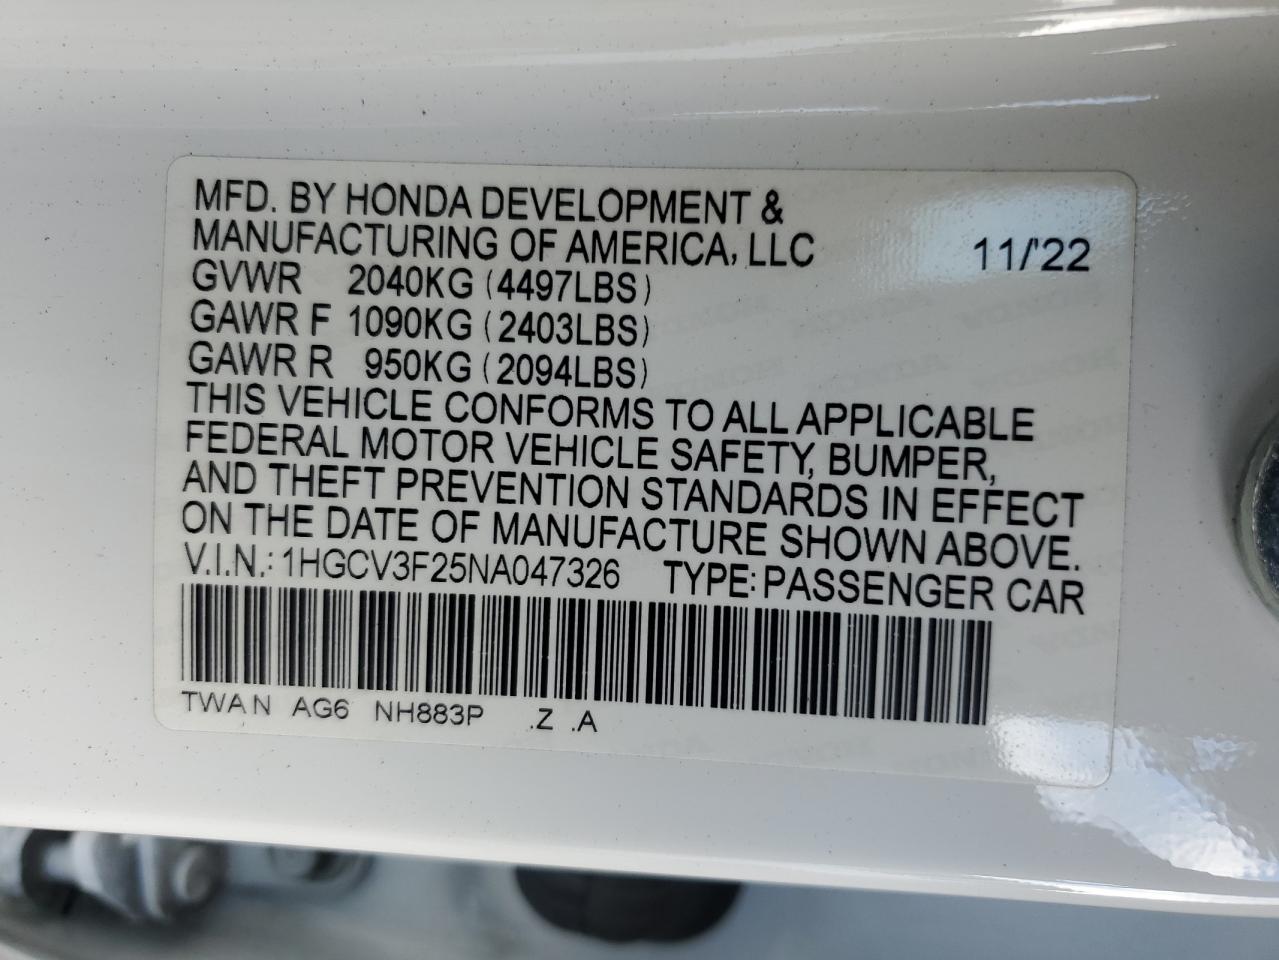 MFD. BY HONDA DEVELOPMENT &
MANUFACTURING OF AMERICA, LLC 11/'22
GVWR 2040KG (4497LBS)
GAWR F 1090KG (2403LBS)
GAWR R 950KG (2094LBS)
THIS VEHICLE CONFORMS TO ALL APPLICABLE
FEDERAL MOTOR VEHICLE SAFETY, BUMPER,
AND THEFT PREVENTION STANDARDS IN EFFECT
ON THE DATE OF MANUFACTURE SHOWN ABOVE.
V.I.N.: 1HGCV3F25NA047326 TYPE: PASSENGER CAR
TWAN AG6 NH883P .Z .A